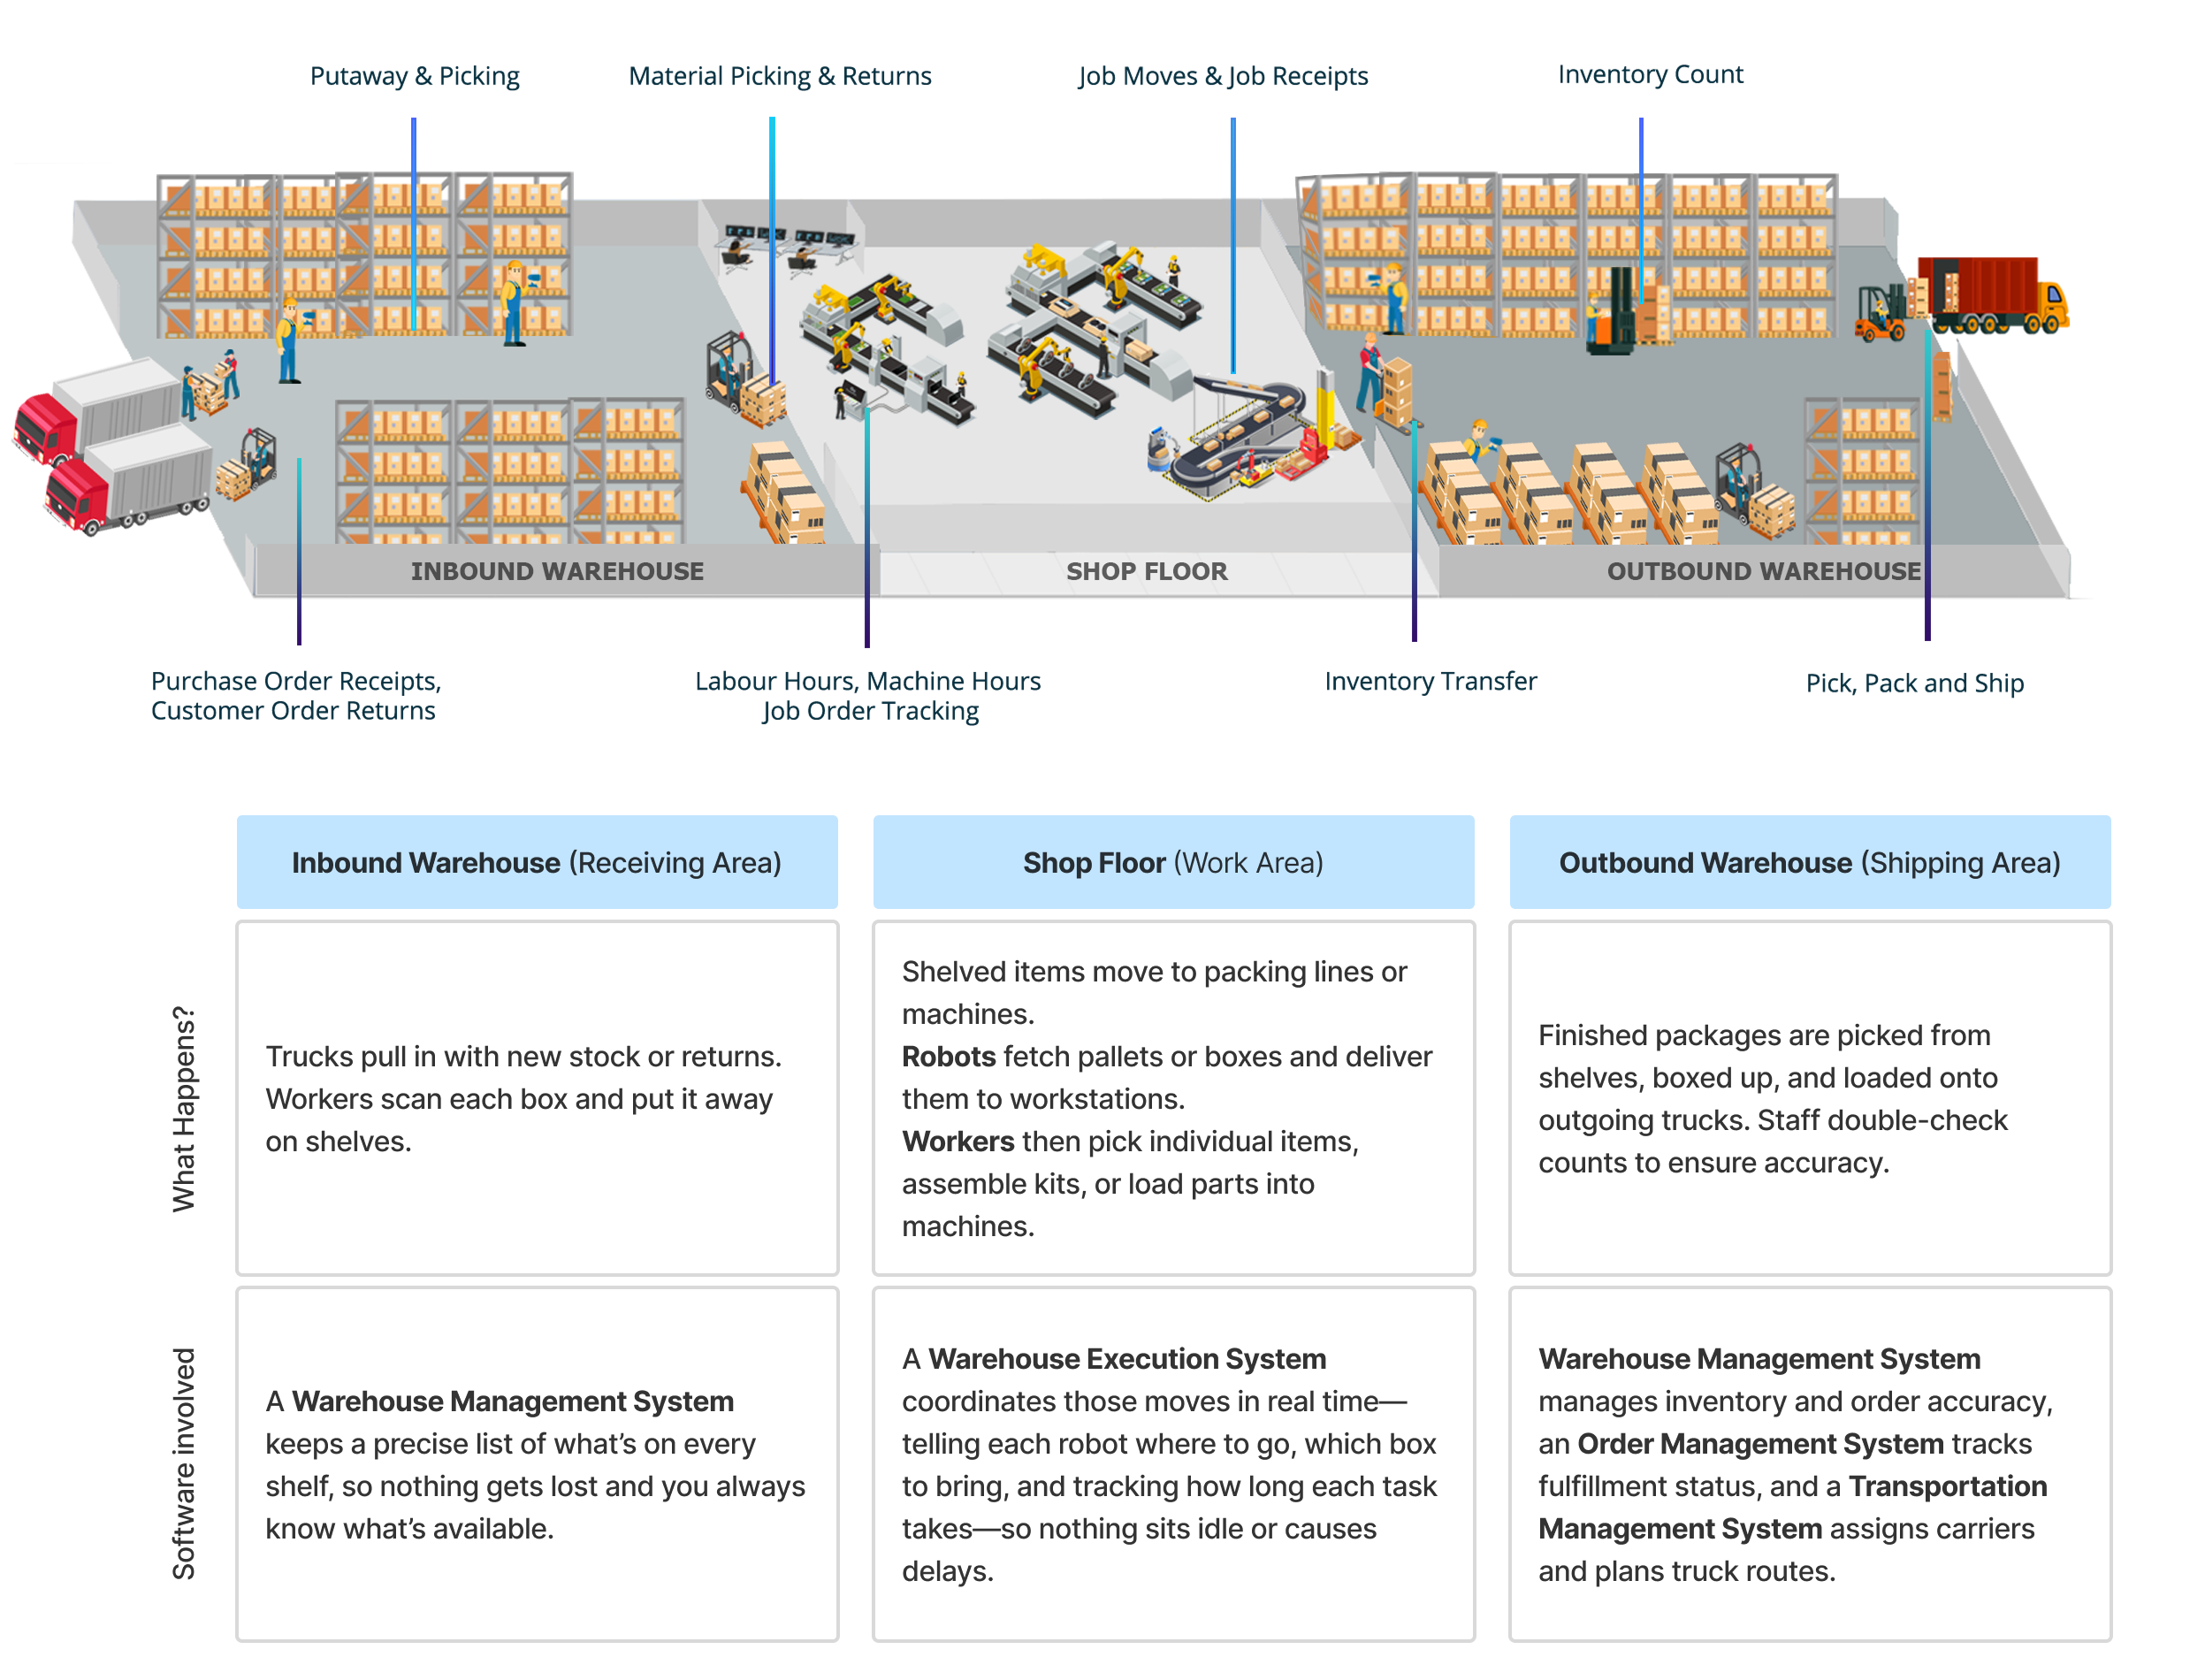 Putaway & Picking
Material Picking & Returns
Job Moves & Job Receipts
Inventory Count
INBOUND WAREHOUSE
SHOP FLOOR
OUTBOUND WAREHOUSE
Purchase Order Receipts,
Customer Order Returns
Labour Hours, Machine Hours
Job Order Tracking
Inventory Transfer
Pick, Pack and Ship
Inbound Warehouse (Receiving Area)
Shop Floor (Work Area)
Outbound Warehouse (Shipping Area)
What Happens?
Trucks pull in with new stock or returns.
Workers scan each box and put it away
on shelves.
Shelved items move to packing lines or
machines.
Robots fetch pallets or boxes and deliver
them to workstations.
Workers then pick individual items,
assemble kits, or load parts into
machines.
Finished packages are picked from
shelves, boxed up, and loaded onto
outgoing trucks. Staff double-check
counts to ensure accuracy.
Software involved
A Warehouse Management System
keeps a precise list of what’s on every
shelf, so nothing gets lost and you always
know what’s available.
A Warehouse Execution System
coordinates those moves in real time—
telling each robot where to go, which box
to bring, and tracking how long each task
takes—so nothing sits idle or causes
delays.
Warehouse Management System
manages inventory and order accuracy,
an Order Management System tracks
fulfillment status, and a Transportation
Management System assigns carriers
and plans truck routes.